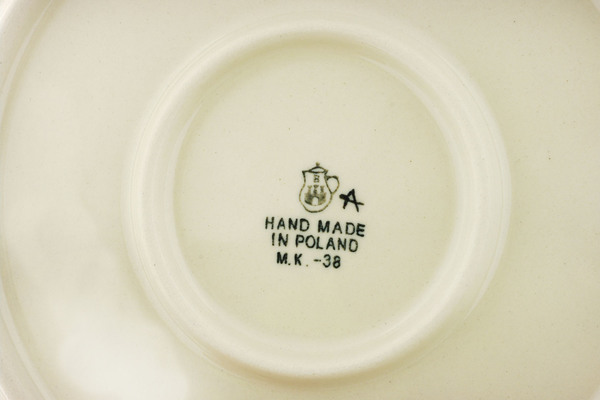 B
A
HAND MADE
IN POLAND
M.K. -38